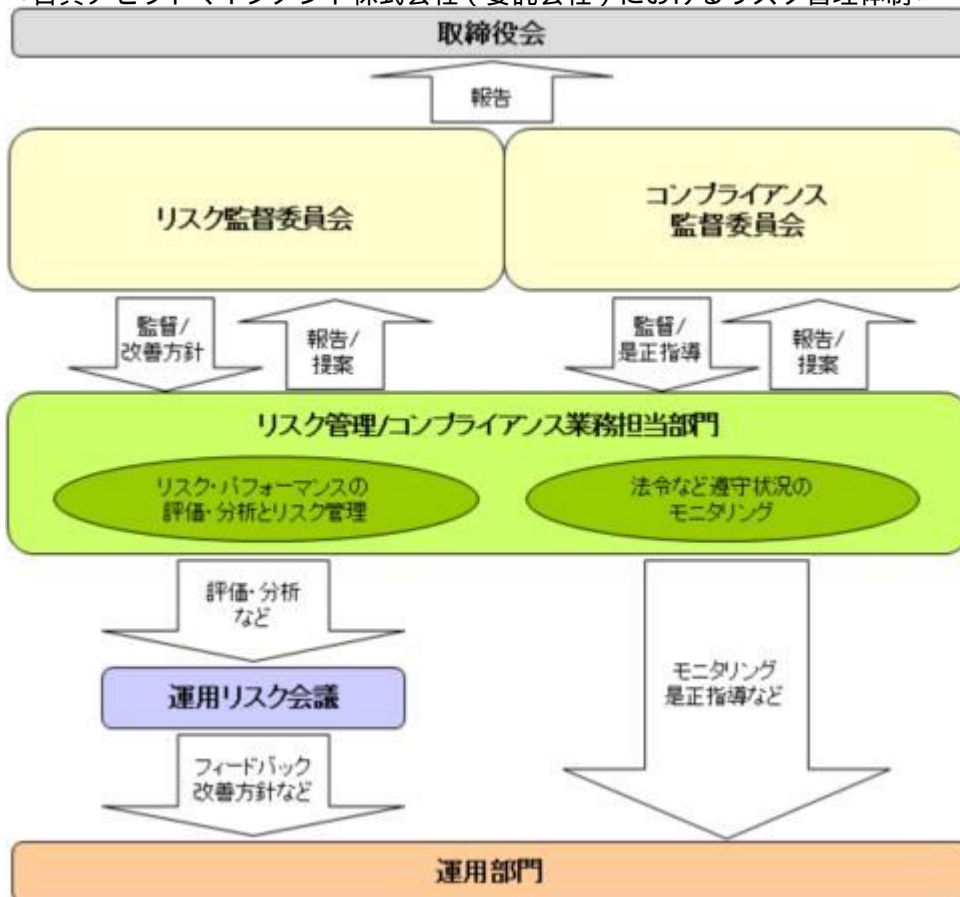 取締役会
報告
リスク監督委員会
コンプライアンス
監督委員会
監督/
改善方針
報告/
提案
監督/
是正指導
報告/
提案
リスク管理/コンプライアンス業務担当部門
リスク・パフォーマンスの
評価・分析とリスク管理
法令など遵守状況の
モニタリング
評価・分析
など
運用リスク会議
モニタリング
是正指導など
フィードバック
改善方針など
運用部門